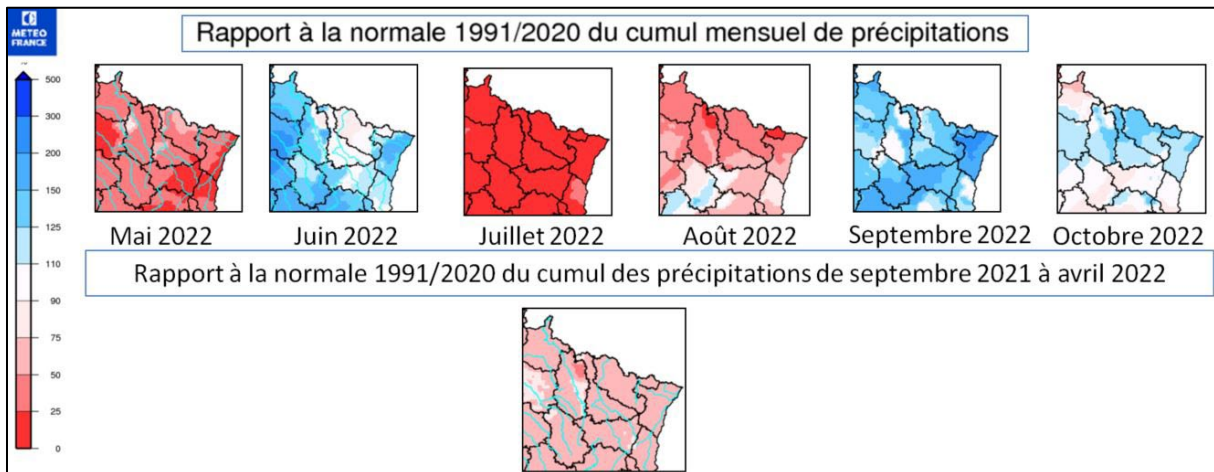 METEO
FRANCE
Rapport à la normale 1991/2020 du cumul mensuel de précipitations
500
300
200
150
125
110
90
75
50
25
0
Mai 2022
Juin 2022
Juillet 2022
Août 2022
Septembre 2022
Octobre 2022
Rapport à la normale 1991/2020 du cumul des précipitations de septembre 2021 à avril 2022